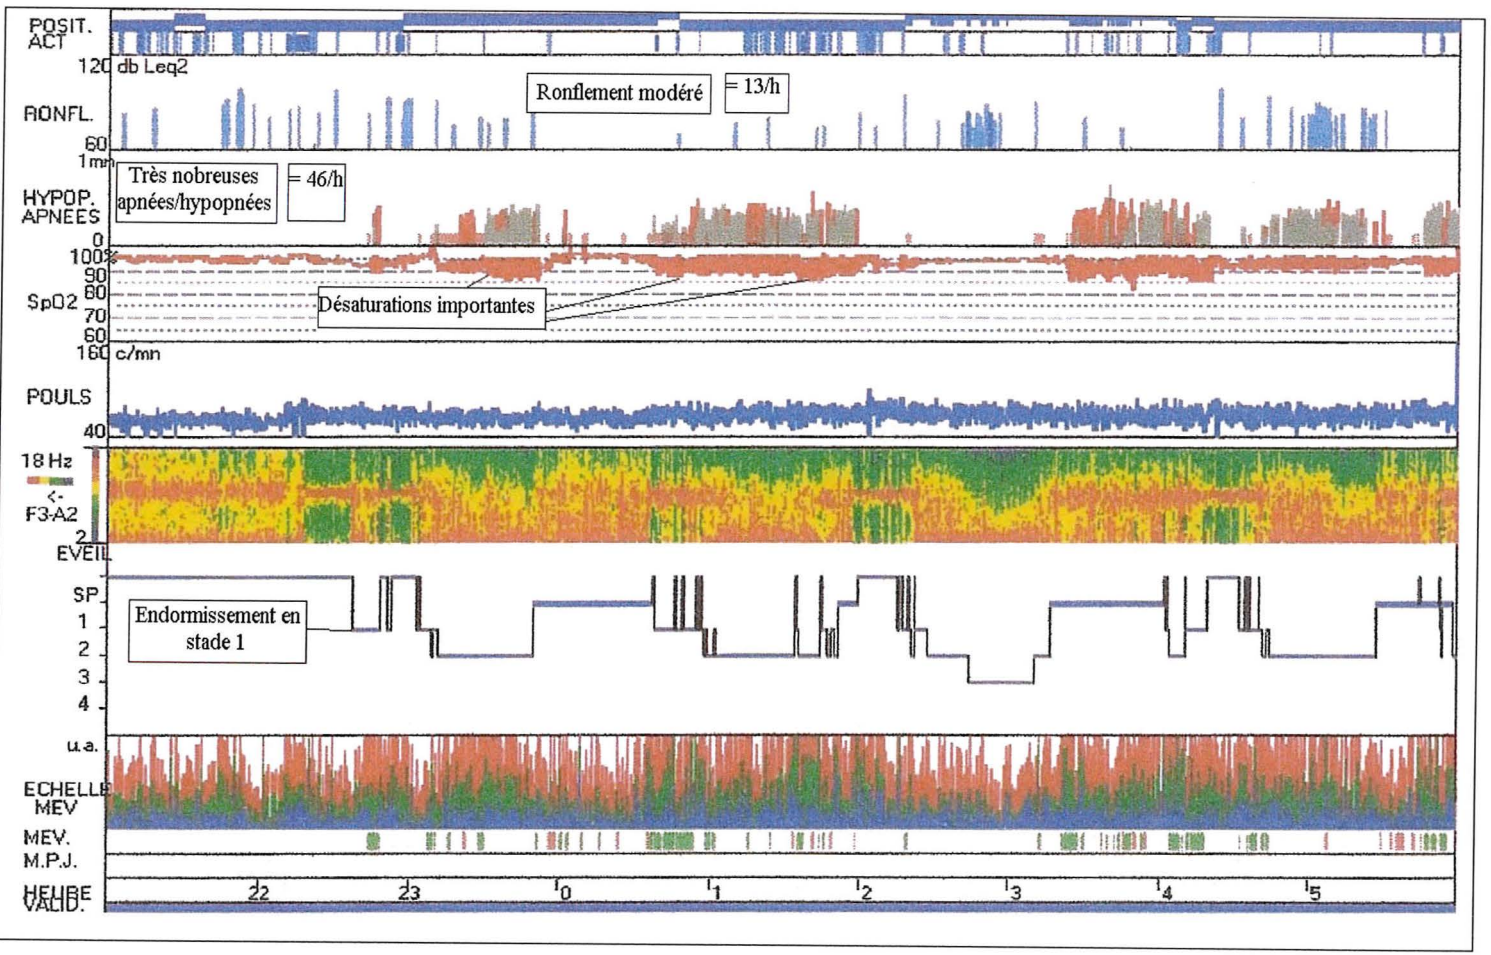 POSIT.
ACT
120 db Leq2
Ronflement modéré
= 13/h
RONFL.
60
1mn
Très nobreuses
apnées/hypopnées
= 46/h
HYPOP.
APNEES
0
100%
90
80
SpO2
70
60
Désaturations importantes
160 c/mn
POULS
40
18 Hz
<-
F3-A2
2
EVEIL
SP
1
2
3
4
Endormissement en
stade 1
u.a.
ECHELLE
MEV
MEV.
M.P.J.
HEURE 22 23 0 1 2 3 4 5
VALID.